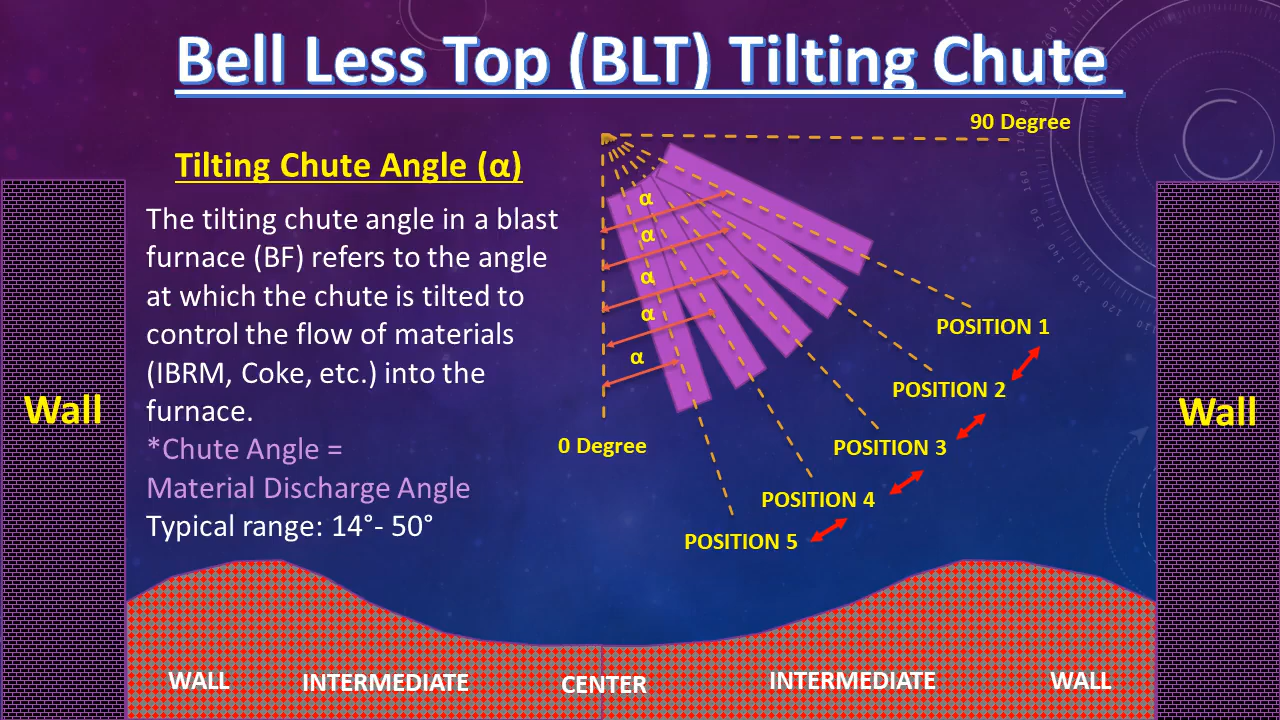 Bell Less Top (BLT) Tilting Chute
90 Degree
Tilting Chute Angle (α)
The tilting chute angle in a blast
furnace (BF) refers to the angle
at which the chute is tilted to
control the flow of materials
(IBRM, Coke, etc.) into the
furnace.
*Chute Angle =
Material Discharge Angle
Typical range: 14°- 50°
α
α
α
α
α
0 Degree
POSITION 1
POSITION 2
POSITION 3
POSITION 4
POSITION 5
Wall
Wall
WALL
INTERMEDIATE
CENTER
INTERMEDIATE
WALL